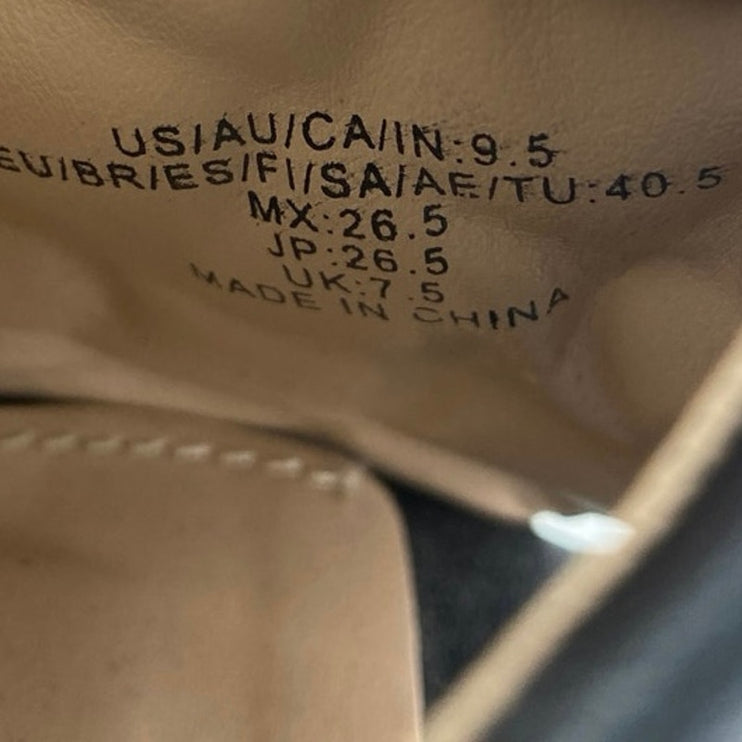 US/AU/CA/IN:9.5
EU/BR/ES/FI/SA/AE/TU:40.5
MX:26.5
JP:26.5
UK:7.5
MADE IN CHINA